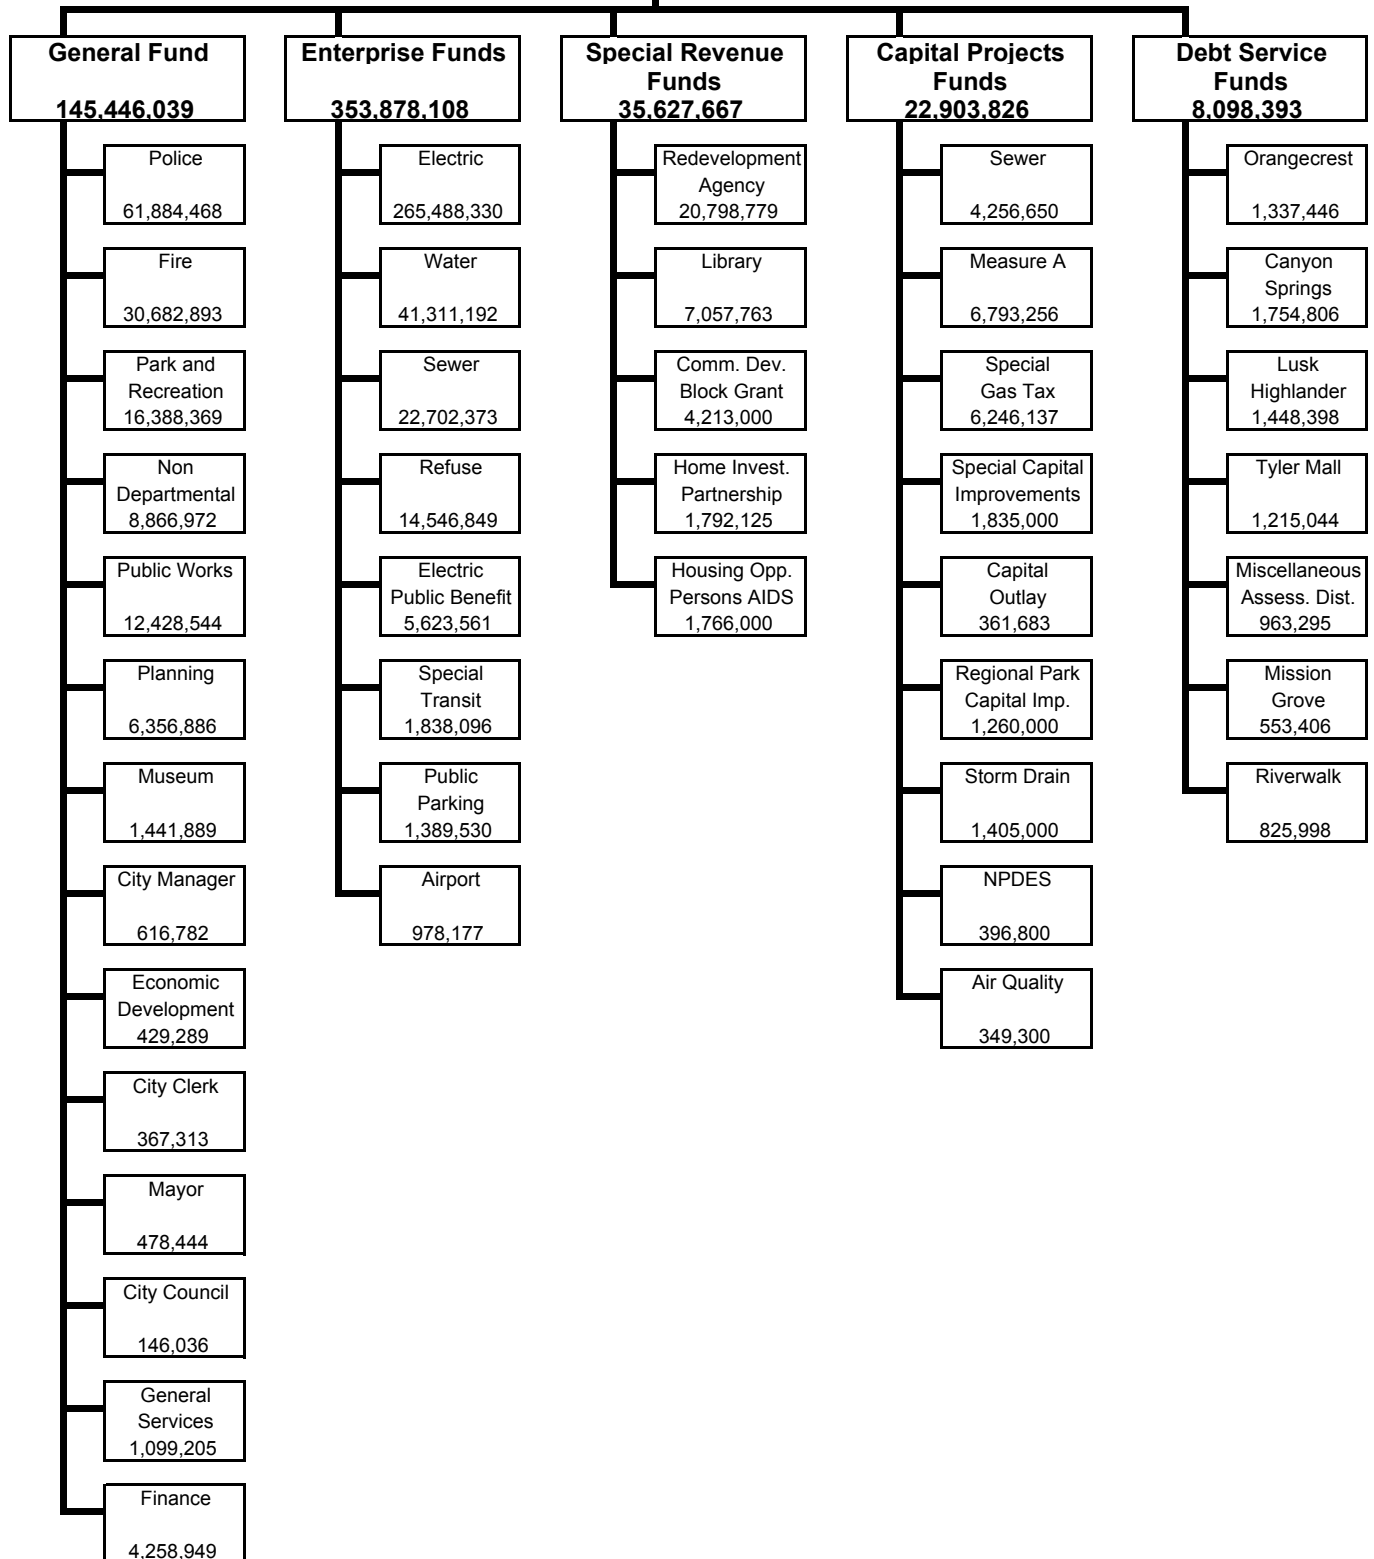 General Fund
145,446,039
Police
61,884,468
Fire
30,682,893
Park and
Recreation
16,388,369
Non
Departmental
8,866,972
Public Works
12,428,544
Planning
6,356,886
Museum
1,441,889
City Manager
616,782
Economic
Development
429,289
City Clerk
367,313
Mayor
478,444
City Council
146,036
General
Services
1,099,205
Finance
4,258,949
Enterprise Funds
353,878,108
Electric
265,488,330
Water
41,311,192
Sewer
22,702,373
Refuse
14,546,849
Electric
Public Benefit
5,623,561
Special
Transit
1,838,096
Public
Parking
1,389,530
Airport
978,177
Special Revenue
Funds
35,627,667
Redevelopment
Agency
20,798,779
Library
7,057,763
Comm. Dev.
Block Grant
4,213,000
Home Invest.
Partnership
1,792,125
Housing Opp.
Persons AIDS
1,766,000
Capital Projects
Funds
22,903,826
Sewer
4,256,650
Measure A
6,793,256
Special
Gas Tax
6,246,137
Special Capital
Improvements
1,835,000
Capital
Outlay
361,683
Regional Park
Capital Imp.
1,260,000
Storm Drain
1,405,000
NPDES
396,800
Air Quality
349,300
Debt Service
Funds
8,098,393
Orangecrest
1,337,446
Canyon
Springs
1,754,806
Lusk
Highlander
1,448,398
Tyler Mall
1,215,044
Miscellaneous
Assess. Dist.
963,295
Mission
Grove
553,406
Riverwalk
825,998